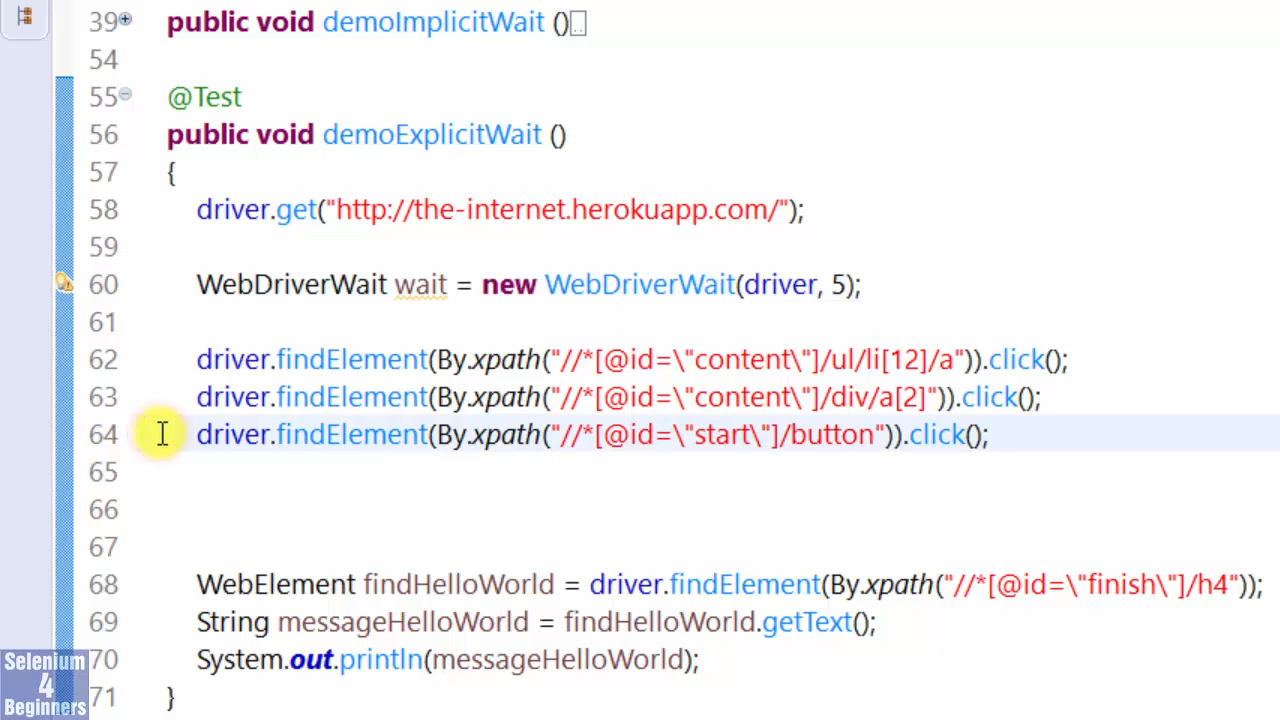 39 public void demoImplicitWait ()
54
55 @Test
56 public void demoExplicitWait ()
57 {
58 driver.get("http://the-internet.herokuapp.com/");
59
60 WebDriverWait wait = new WebDriverWait(driver, 5);
61
62 driver.findElement(By.xpath("//*[@id=\"content\"]/ul/li[12]/a")).click();
63 driver.findElement(By.xpath("//*[@id=\"content\"]/div/a[2]")).click();
64 driver.findElement(By.xpath("//*[@id=\"start\"]/button")).click();
65
66
67
68 WebElement findHelloWorld = driver.findElement(By.xpath("//*[@id=\"finish\"]/h4"));
69 String messageHelloWorld = findHelloWorld.getText();
70 System.out.println(messageHelloWorld);
71 }
Selenium
4
Beginners